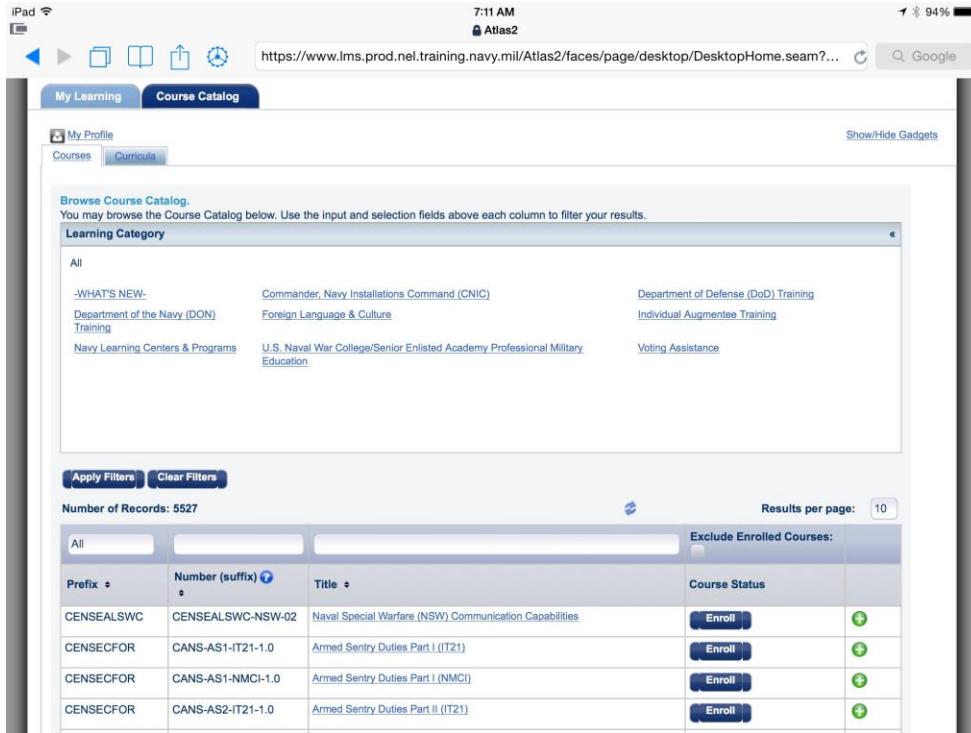 iPad
7:11 AM
94%
Atlas2
https://www.lms.prod.nel.training.navy.mil/Atlas2/faces/page/desktop/DesktopHome.seam?...
Google
My Learning
Course Catalog
My Profile
Show/Hide Gadgets
Courses
Curricula
Browse Course Catalog.
You may browse the Course Catalog below. Use the input and selection fields above each column to filter your results.
Learning Category «
All
-WHAT'S NEW-
Commander, Navy Installations Command (CNIC)
Department of Defense (DoD) Training
Department of the Navy (DON)
Training
Foreign Language & Culture
Individual Augmentee Training
Navy Learning Centers & Programs
U.S. Naval War College/Senior Enlisted Academy Professional Military
Education
Voting Assistance
Apply Filters
Clear Filters
Number of Records: 5527
Results per page: 10
All
Exclude Enrolled Courses:
Prefix
Number (suffix)
Title
Course Status
CENSEALSWC CENSEALSWC-NSW-02 Naval Special Warfare (NSW) Communication Capabilities Enroll
CENSECFOR CANS-AS1-IT21-1.0 Armed Sentry Duties Part I (IT21) Enroll
CENSECFOR CANS-AS1-NMCI-1.0 Armed Sentry Duties Part I (NMCI) Enroll
CENSECFOR CANS-AS2-IT21-1.0 Armed Sentry Duties Part II (IT21) Enroll